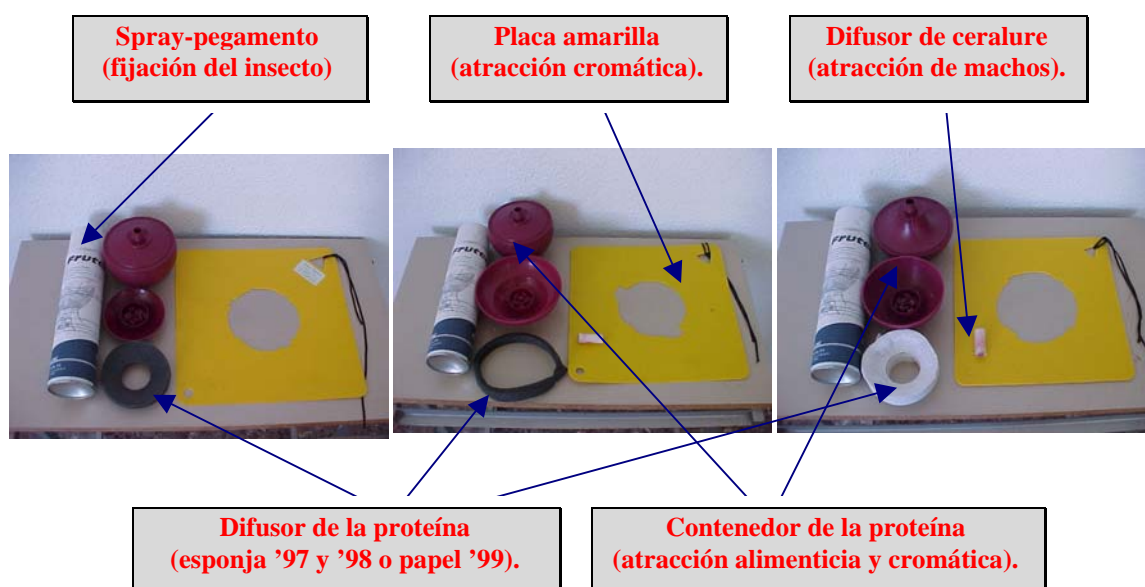 Spray-pegamento
(fijación del insecto)
Placa amarilla
(atracción cromática).
Difusor de ceralure
(atracción de machos).
Difusor de la proteína
(esponja ’97 y ’98 o papel ’99).
Contenedor de la proteína
(atracción alimenticia y cromática).